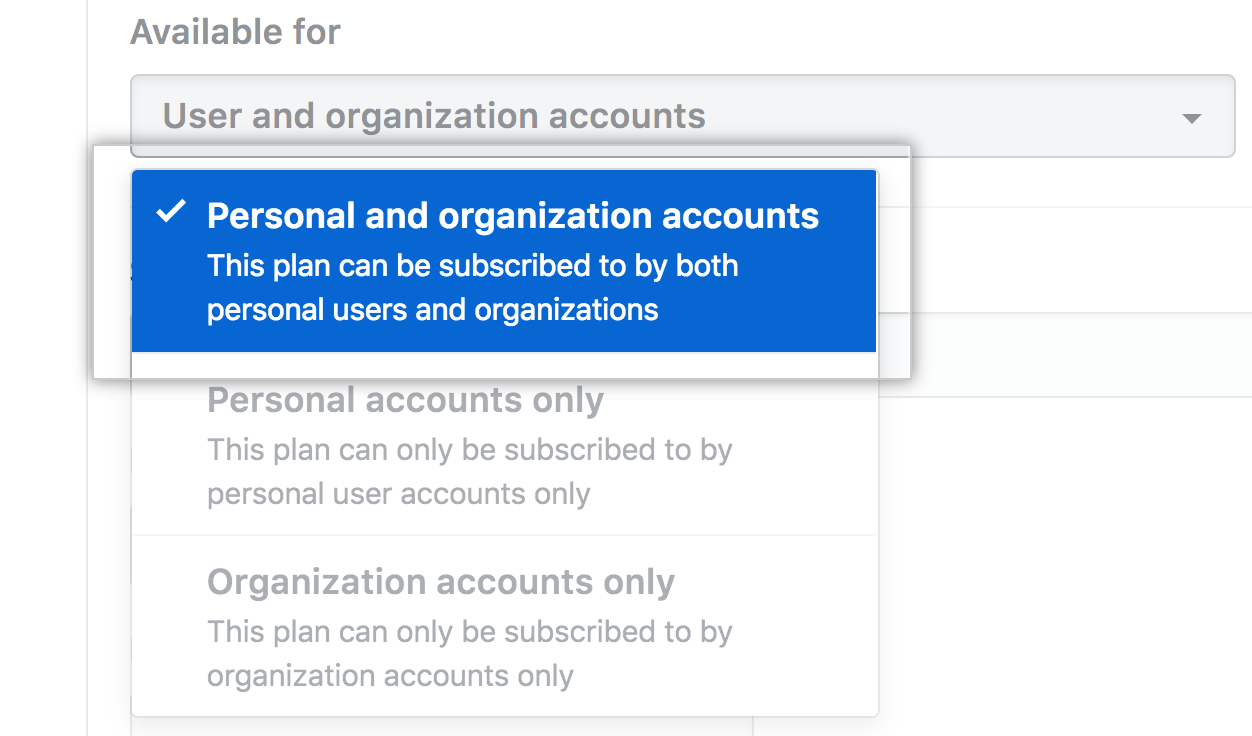 Available for
User and organization accounts
Personal and organization accounts
This plan can be subscribed to by both
personal users and organizations
Personal accounts only
This plan can only be subscribed to by
personal user accounts only
Organization accounts only
This plan can only be subscribed to by
organization accounts only